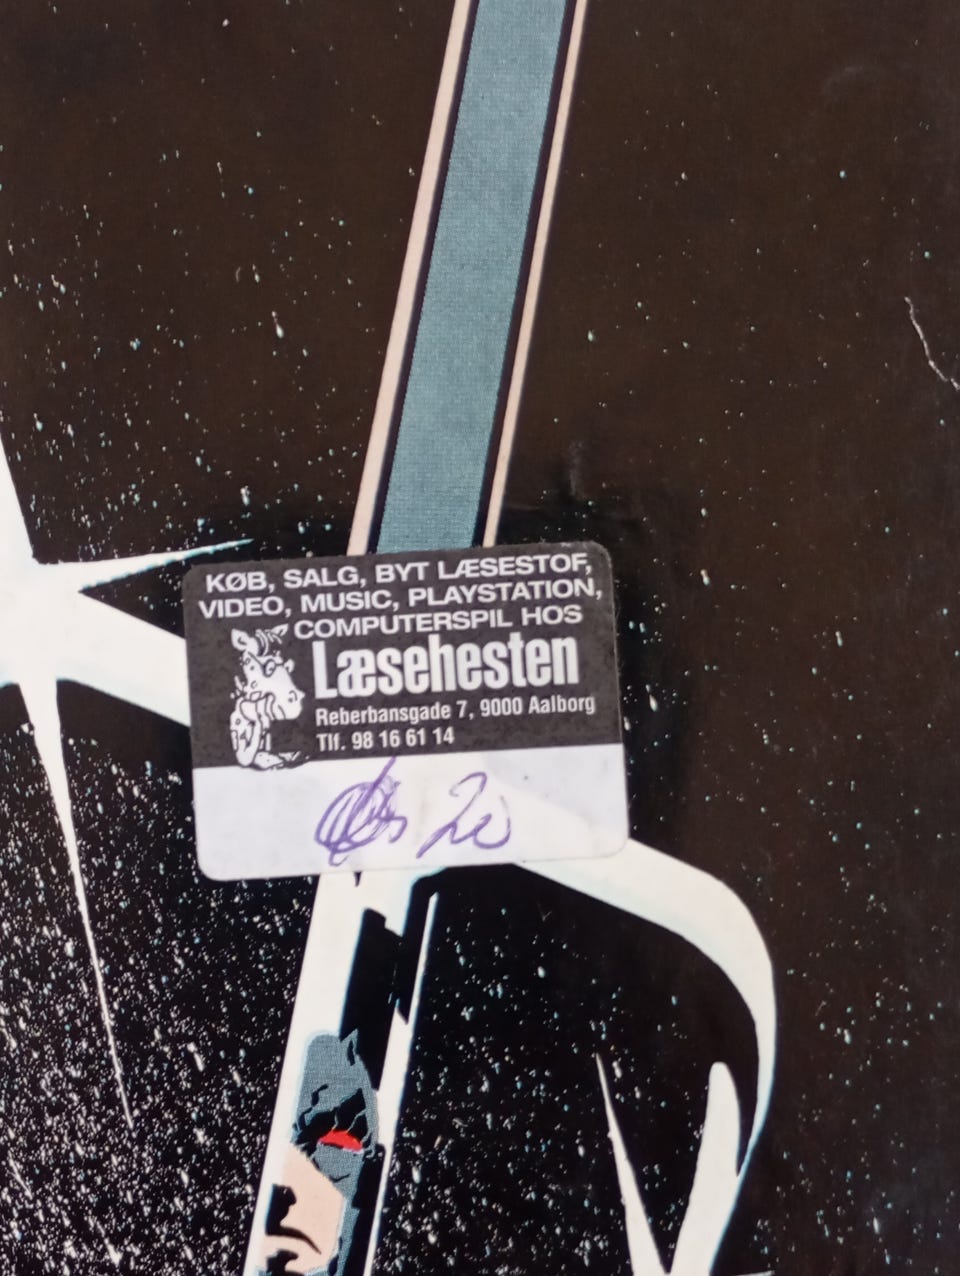 KØB, SALG, BYT LÆSESTOF,
VIDEO, MUSIC, PLAYSTATION,
COMPUTERSPIL HOS
Læsehesten
Reberbansgade 7, 9000 Aalborg
Tlf. 98 16 61 14
20